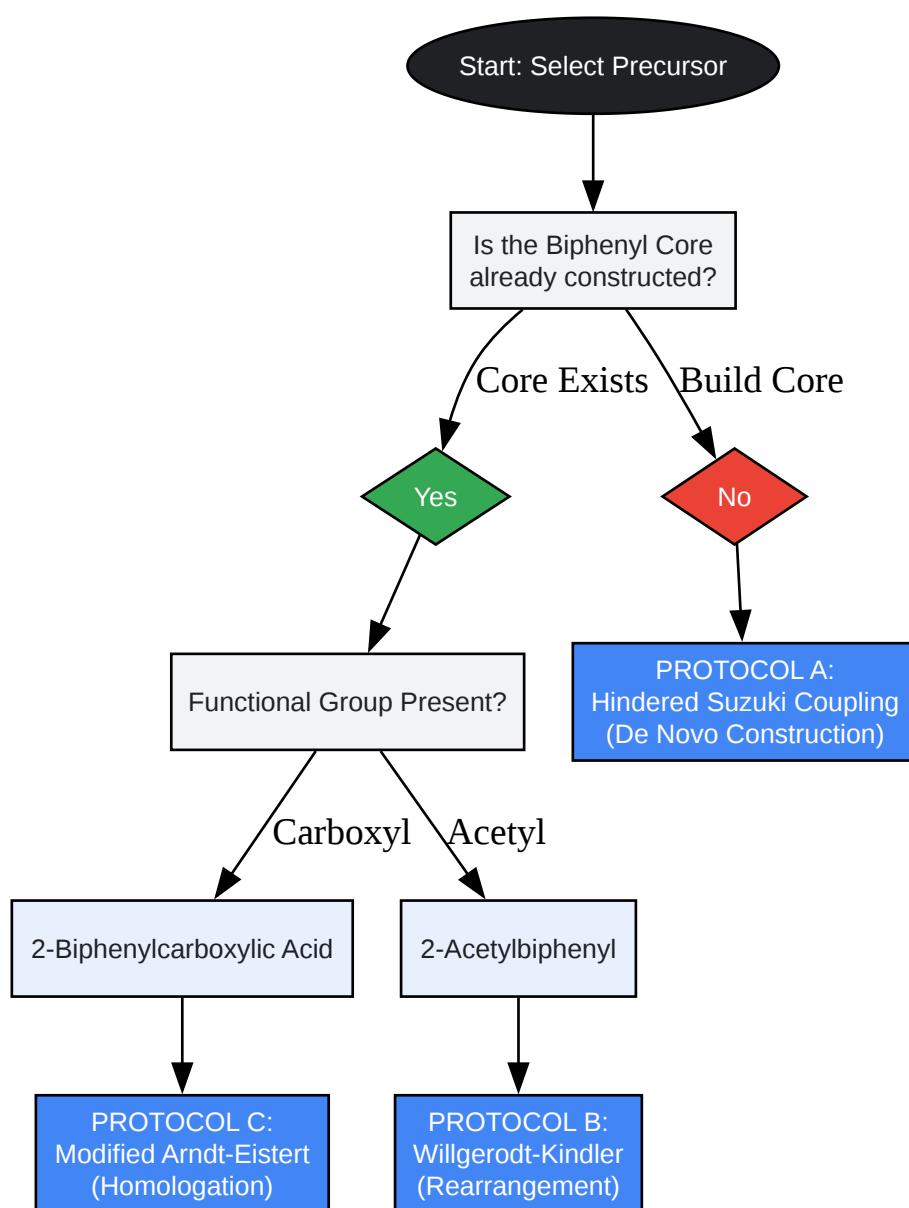 Start: Select Precursor
Is the Biphenyl Core
already constructed?
Core Exists
Build Core
Yes
No
Functional Group Present?
PROTOCOL A:
Hindered Suzuki Coupling
(De Novo Construction)
Carboxyl
Acetyl
2-Biphenylcarboxylic Acid
2-Acetylbiphenyl
PROTOCOL C:
Modified Arndt-Eistert
(Homologation)
PROTOCOL B:
Willgerodt-Kindler
(Rearrangement)